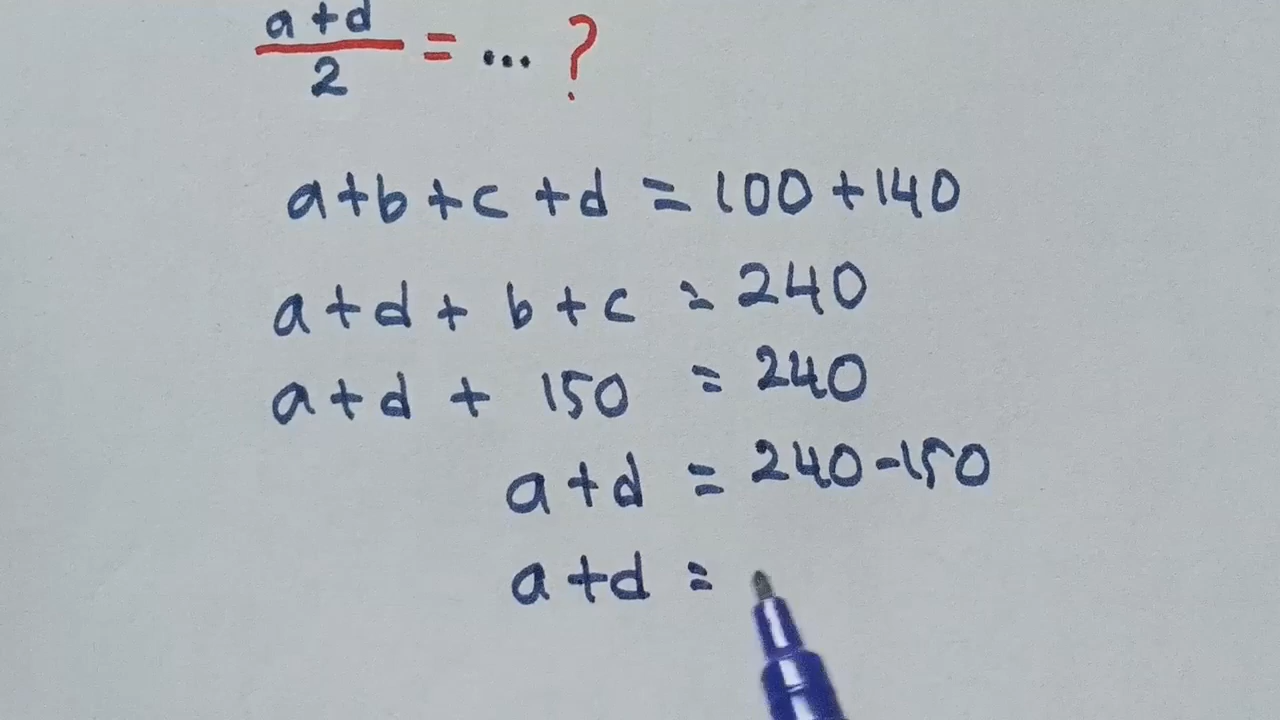 a+d
2
= ... ?
a+b+c+d = 100+140
a+d+ b+c = 240
a+d + 150 = 240
a+d = 240-150
a+d =